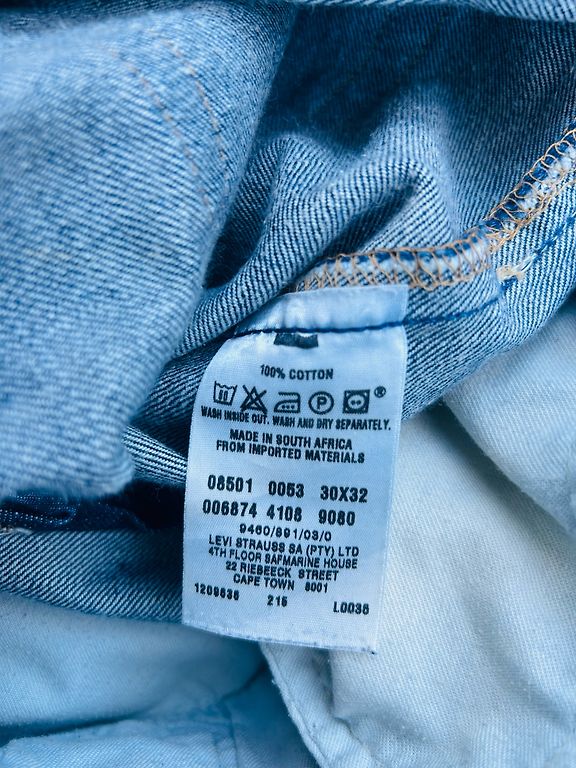 100% COTTON
®
WASH INSIDE OUT. WASH AND DRY SEPARATELY.
MADE IN SOUTH AFRICA
FROM IMPORTED MATERIALS
08501 0053 30X32
006874 4108 9080
9460/891/03/0
LEVI STRAUSS SA (PTY) LTD
4TH FLOOR SAFMARINE HOUSE
22 RIEBEECK STREET
CAPE TOWN 8001
1209636 215 L0036